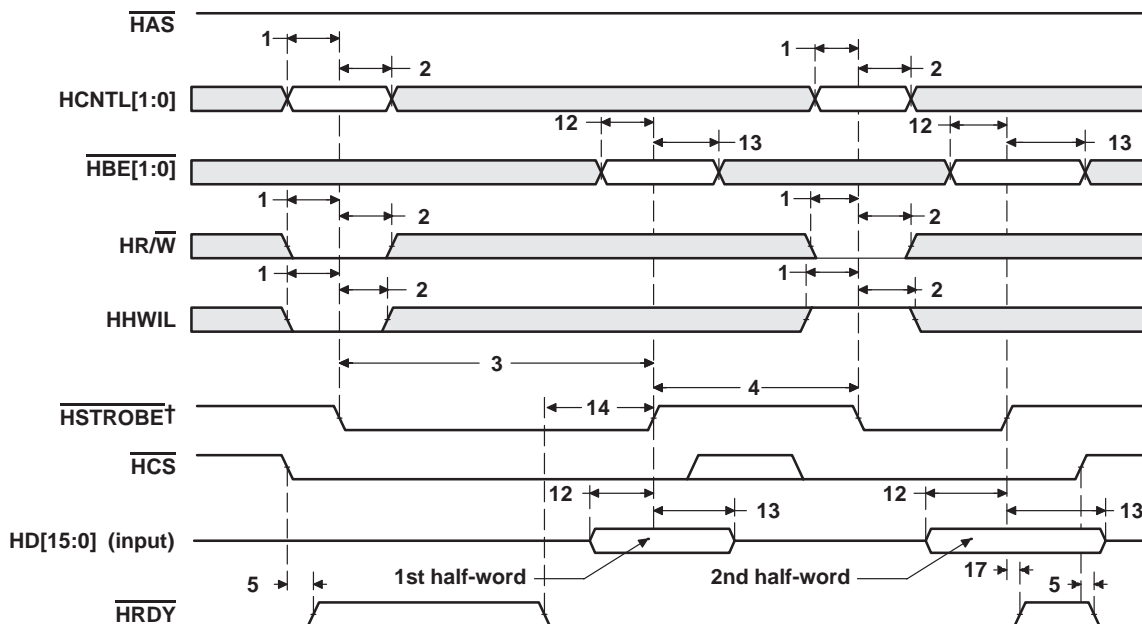 HAS
1
2
1
2
HCNTL[1:0]
12
13
12
13
HBE[1:0]
1
2
1
2
HR/W
1
2
1
2
HHWIL
3
4
14
HSTROBE†
HCS
12
13
12
13
HD[15:0] (input)
1st half-word
2nd half-word
5
17
5
HRDY